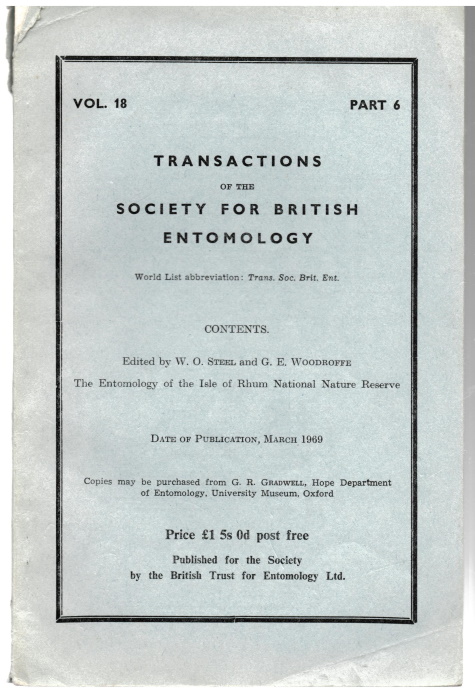 VOL. 18 PART 6
TRANSACTIONS
OF THE
SOCIETY FOR BRITISH
ENTOMOLOGY
World List abbreviation: Trans. Soc. Brit. Ent.
CONTENTS.
Edited by W. O. STEEL and G. E. WOODROFFE
The Entomology of the Isle of Rhum National Nature Reserve
DATE OF PUBLICATION, MARCH 1969
Copies may be purchased from G. R. GRADWELL, Hope Department
of Entomology, University Museum, Oxford
Price £1 5s 0d post free
Published for the Society
by the British Trust for Entomology Ltd.